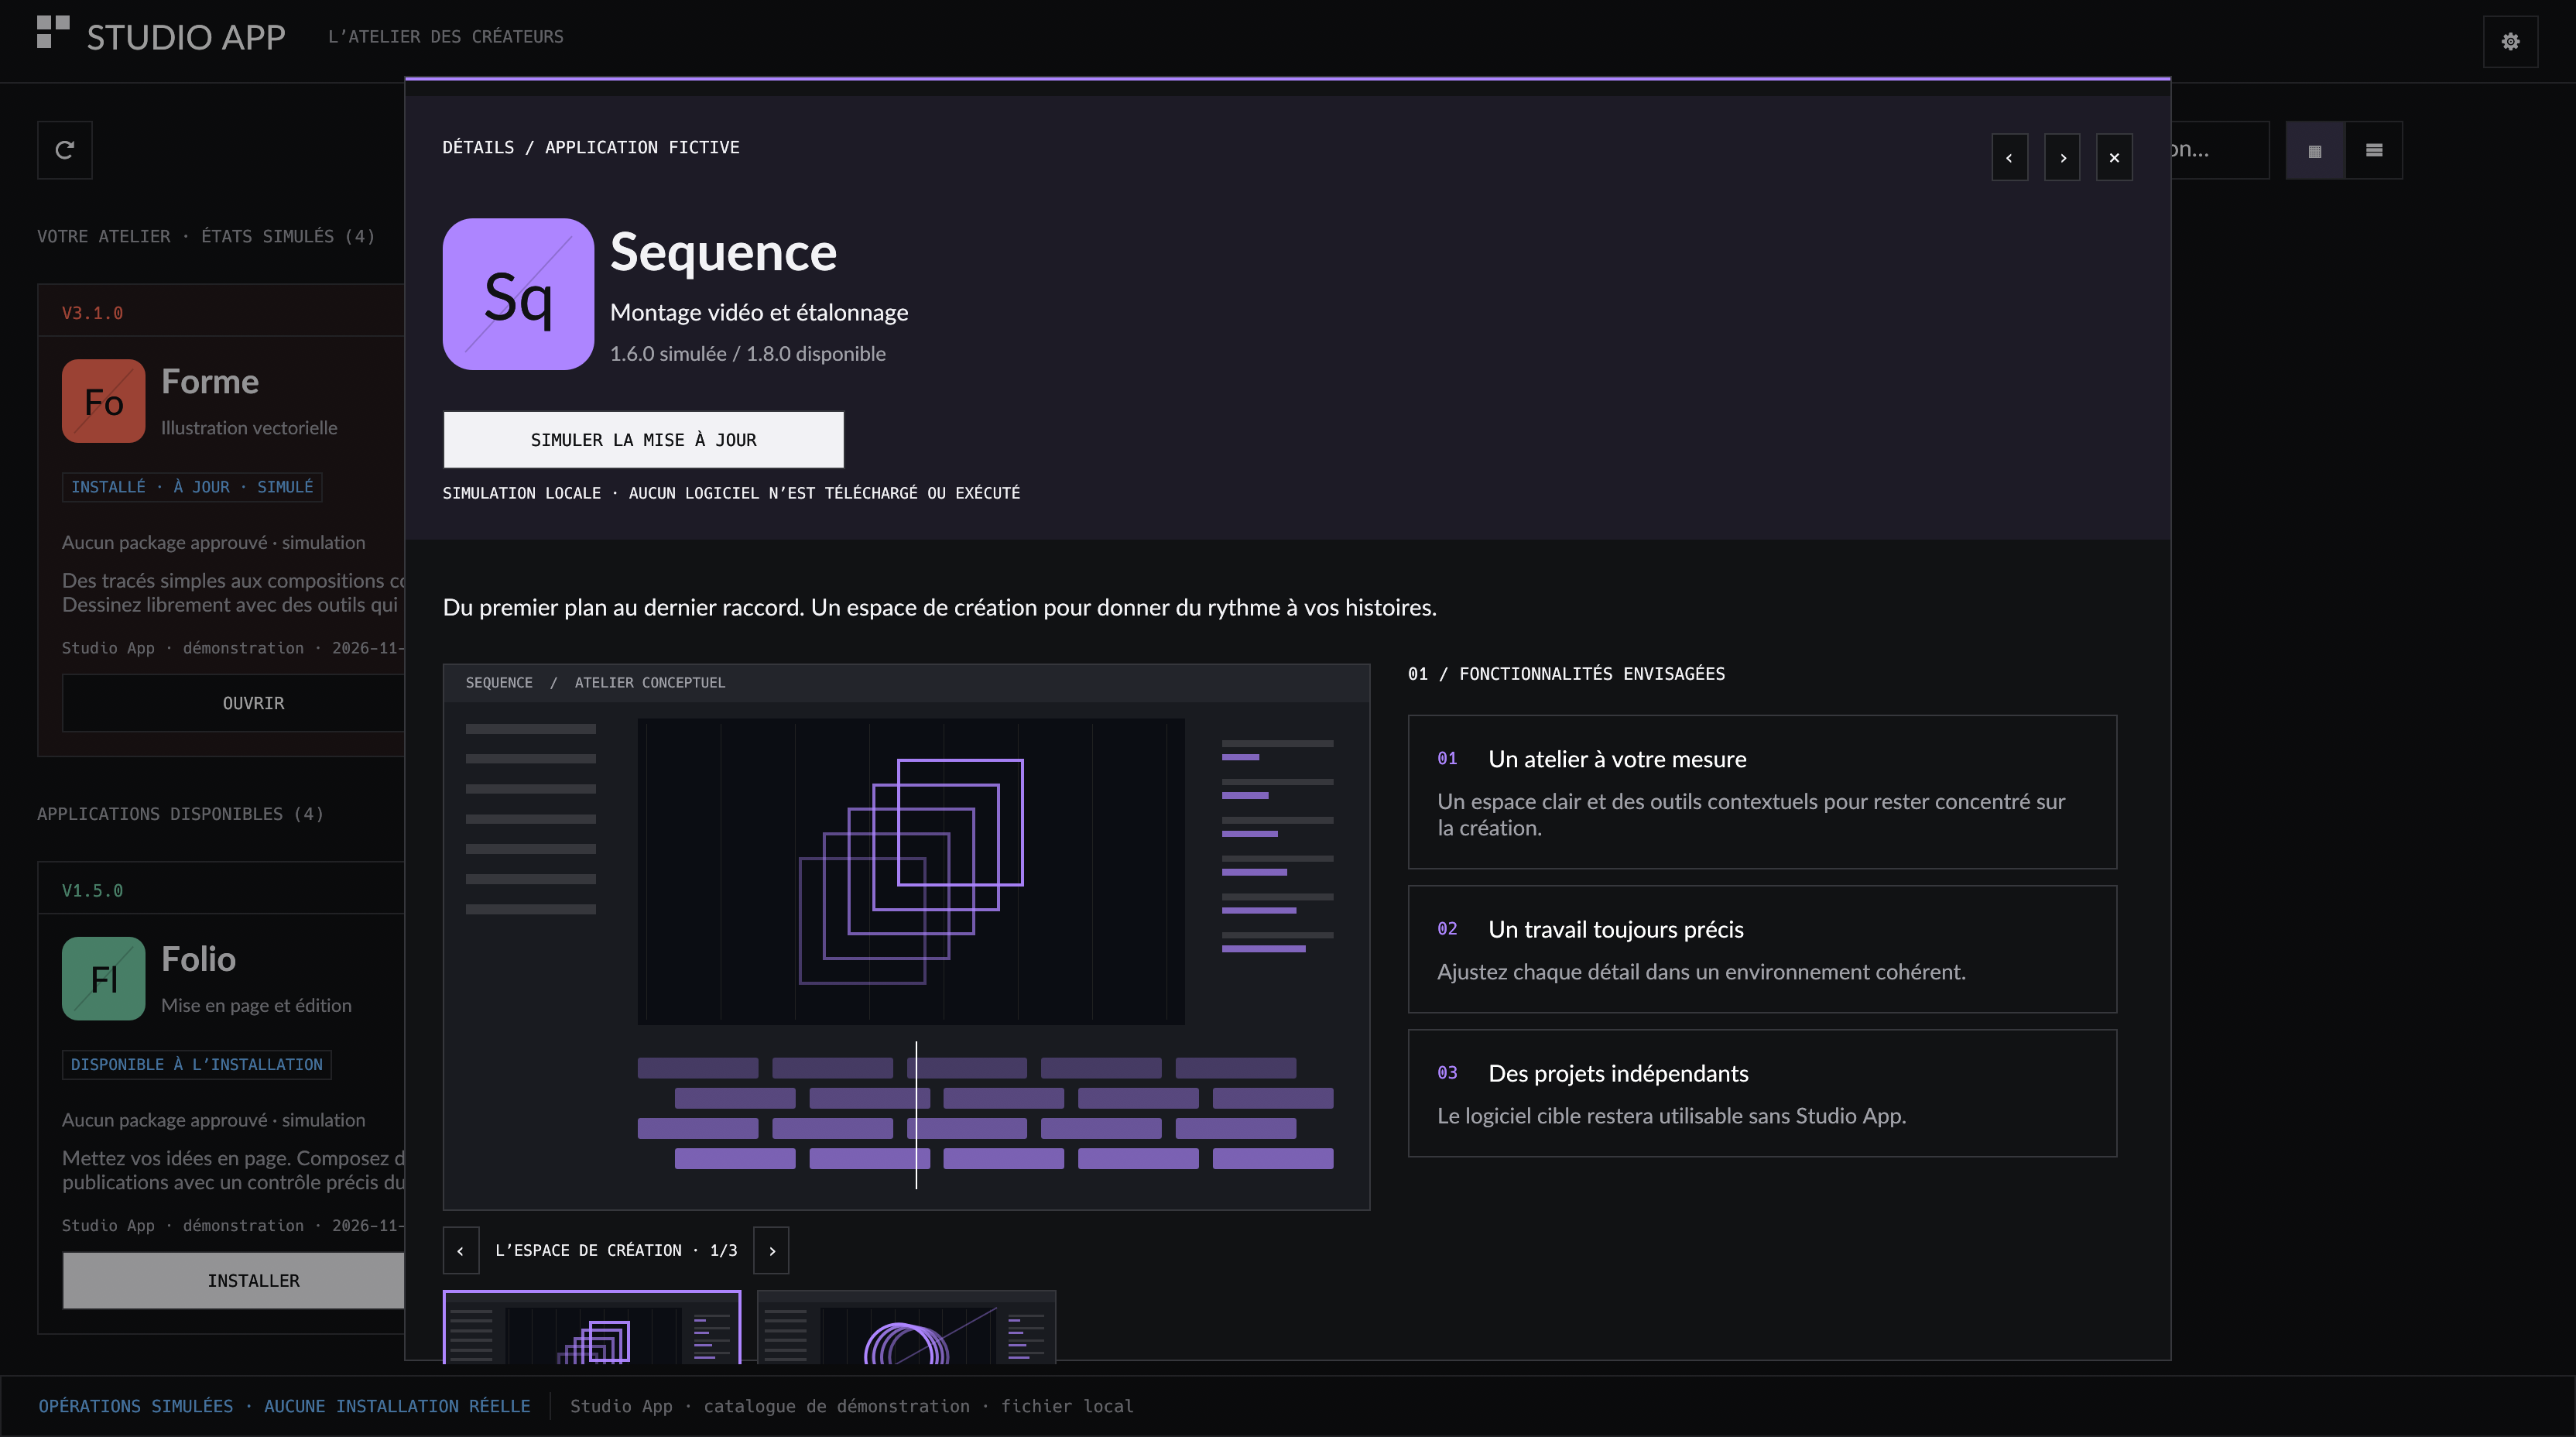 STUDIO APP
L’ATELIER DES CRÉATEURS
on...
VOTRE ATELIER · ÉTATS SIMULÉS (4)
V3.1.0
Fo
Forme
Illustration vectorielle
INSTALLÉ · À JOUR · SIMULÉ
Aucun package approuvé · simulation
Des tracés simples aux compositions
Dessinez librement avec des outils qui
Studio App · démonstration · 2026-11-
OUVRIR
APPLICATIONS DISPONIBLES (4)
V1.5.0
Fl
Folio
Mise en page et édition
DISPONIBLE À L’INSTALLATION
Aucun package approuvé · simulation
Mettez vos idées en page. Composez
publications avec un contrôle précis du
Studio App · démonstration · 2026-11-
INSTALLER
DÉTAILS / APPLICATION FICTIVE
Sq
Sequence
Montage vidéo et étalonnage
1.6.0 simulée / 1.8.0 disponible
SIMULER LA MISE À JOUR
SIMULATION LOCALE · AUCUN LOGICIEL N’EST TÉLÉCHARGÉ OU EXÉCUTÉ
Du premier plan au dernier raccord. Un espace de création pour donner du rythme à vos histoires.
SEQUENCE / ATELIER CONCEPTUEL
L’ESPACE DE CRÉATION · 1/3
01 / FONCTIONNALITÉS ENVISAGÉES
01 Un atelier à votre mesure
Un espace clair et des outils contextuels pour rester concentré sur
la création.
02 Un travail toujours précis
Ajustez chaque détail dans un environnement cohérent.
03 Des projets indépendants
Le logiciel cible restera utilisable sans Studio App.
OPÉRATIONS SIMULÉES · AUCUNE INSTALLATION RÉELLE
Studio App · catalogue de démonstration · fichier local